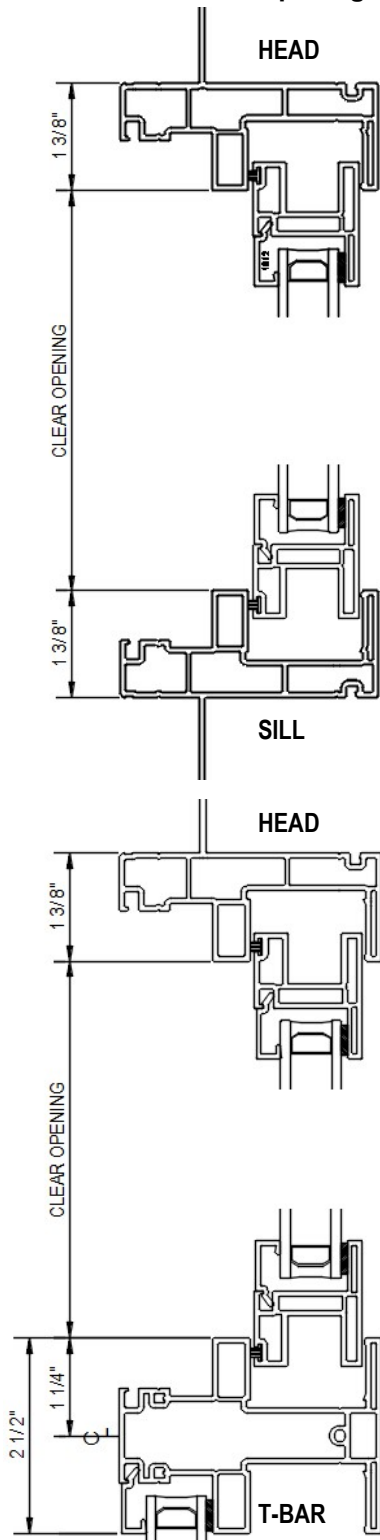 HEAD
1 3/8"
CLEAR OPENING
1 3/8"
SILL
HEAD
1 3/8"
CLEAR OPENING
1 1/4"
2 1/2"
CL
T-BAR